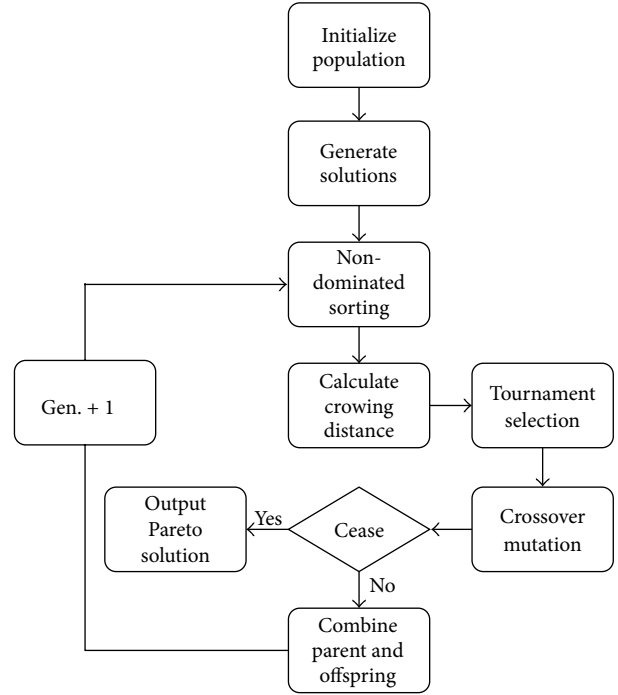 Initialize
population
Generate
solutions
Non-
dominated
sorting
Calculate
crowing
distance
Tournament
selection
Gen. + 1
Output
Pareto
solution
Yes
Cease
Crossover
mutation
No
Combine
parent and
offspring